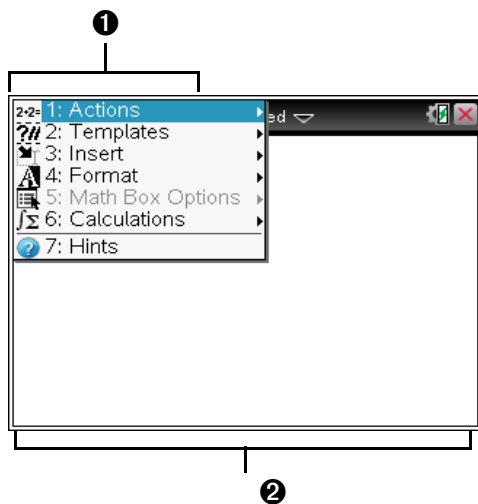 ❶
2+2= 1: Actions
ed
2: Templates
3: Insert
A 4: Format
5: Math Box Options
∫Σ 6: Calculations
? 7: Hints
❷